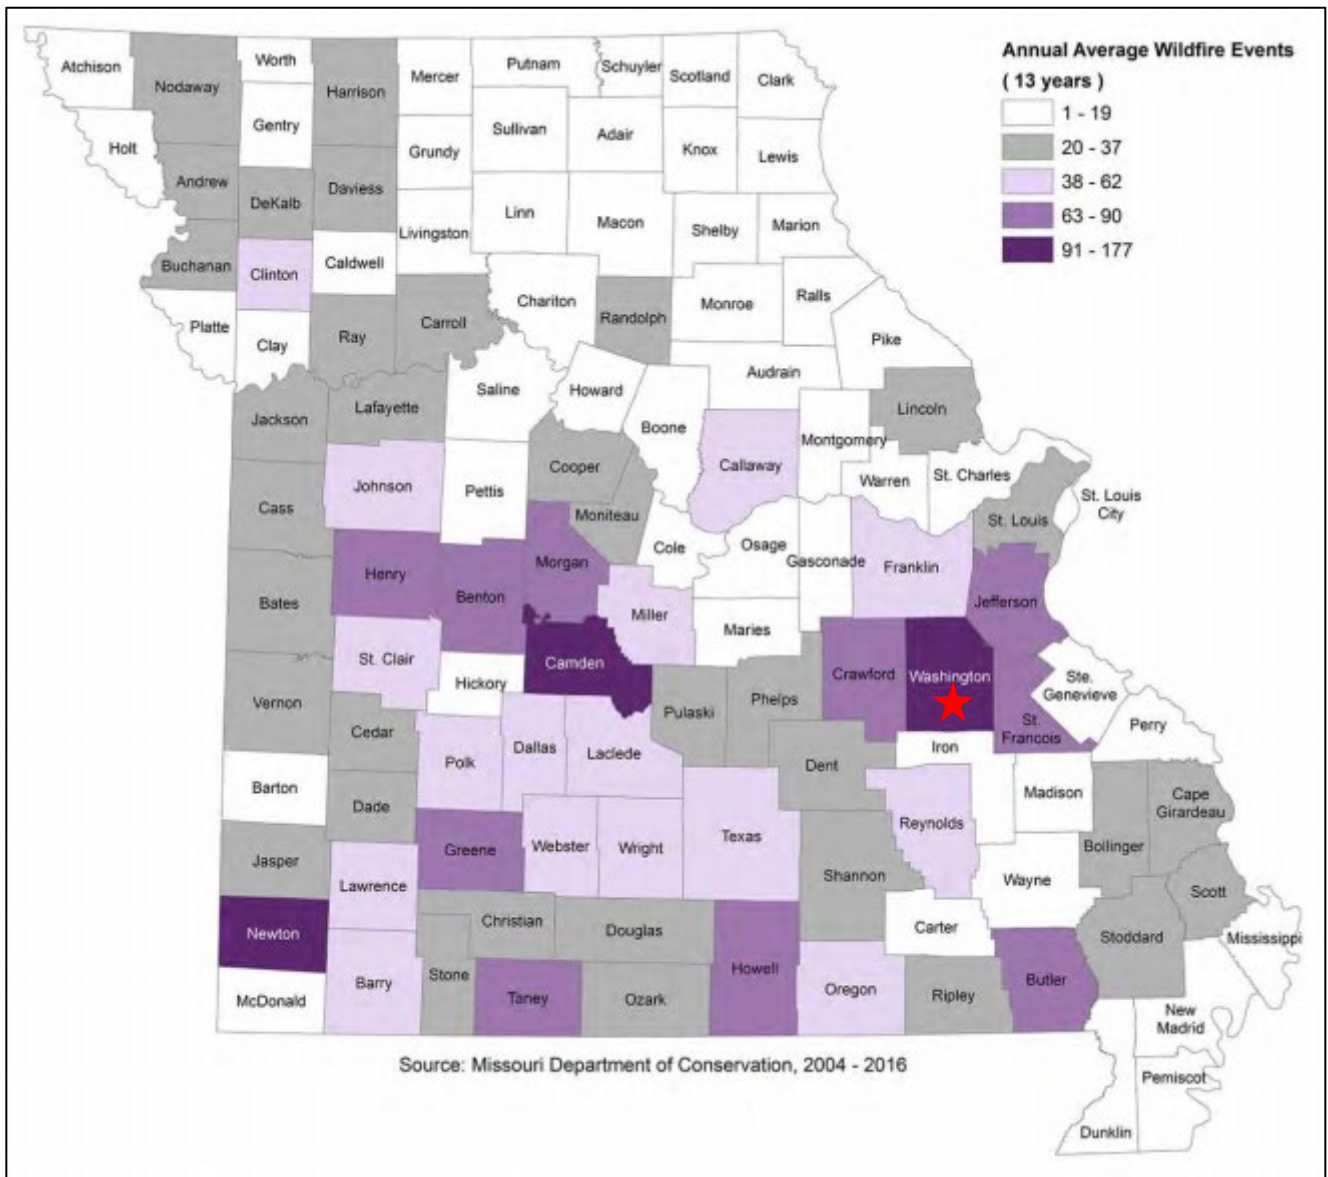 Annual Average Wildfire Events
( 13 years )
1 - 19
20 - 37
38 - 62
63 - 90
91 - 177
Atchison
Nodaway
Worth
Harrison
Mercer
Putnam
Schuyler
Scotland
Clark
Holt
Gentry
Grundy
Sullivan
Adair
Knox
Lewis
Andrew
DeKalb
Daviess
Livingston
Linn
Macon
Shelby
Marion
Buchanan
Clinton
Caldwell
Platte
Clay
Ray
Carroll
Chariton
Randolph
Monroe
Ralls
Pike
Audrain
Jackson
Lafayette
Saline
Howard
Boone
Callaway
Montgomery
Lincoln
Warren
St. Charles
St. Louis
City
St. Louis
Cass
Johnson
Pettis
Cooper
Moniteau
Cole
Osage
Gasconade
Franklin
Jefferson
Bates
Henry
Benton
Morgan
Miller
Maries
Crawford
Washington
Ste.
Genevieve
St.
Francois
Perry
Vernon
St. Clair
Hickory
Camden
Pulaski
Phelps
Iron
Cedar
Polk
Dallas
Laclede
Dent
Madison
Barton
Dade
Reynolds
Bollinger
Cape
Girardeau
Jasper
Greene
Webster
Wright
Texas
Shannon
Wayne
Scott
Lawrence
Newton
Christian
Douglas
Carter
Stoddard
Mississippi
McDonald
Barry
Stone
Taney
Ozark
Howell
Oregon
Ripley
Butler
New
Madrid
Pemiscot
Dunklin
Source: Missouri Department of Conservation, 2004 - 2016